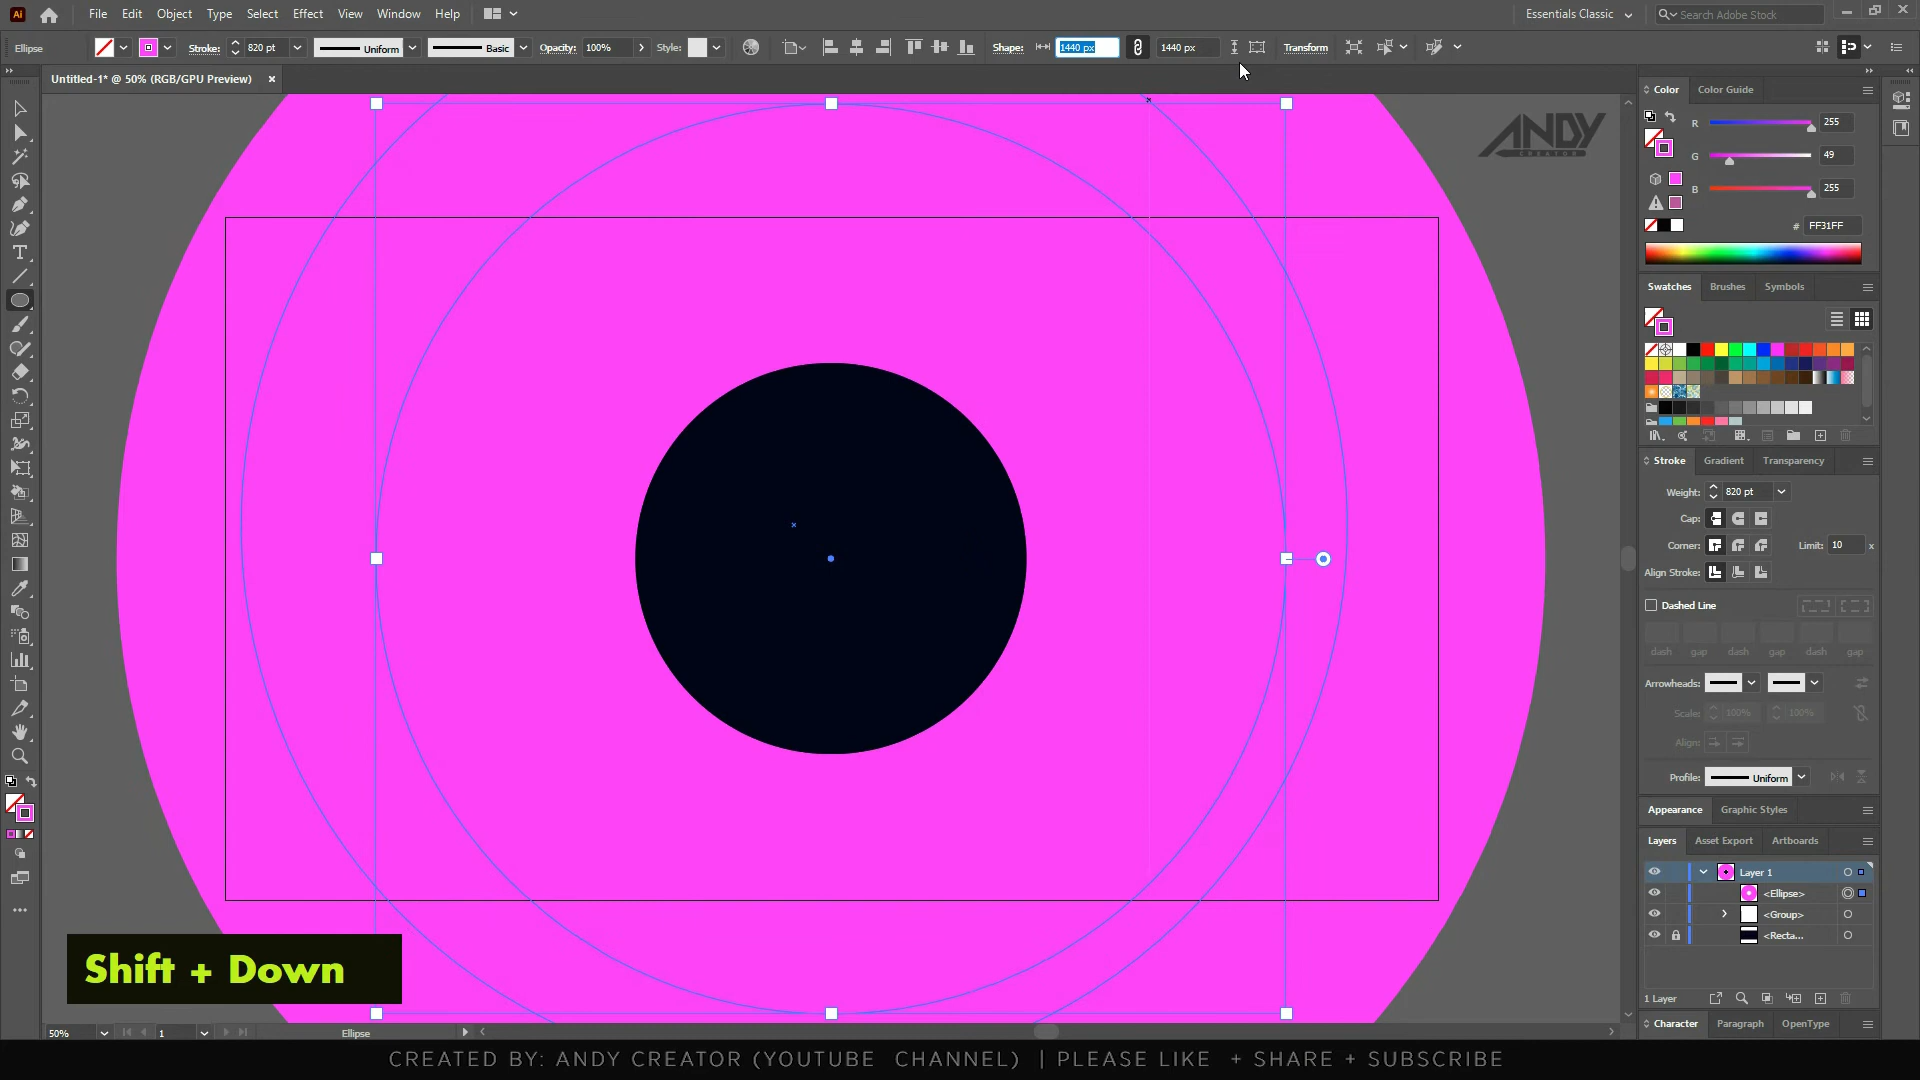 Ai File Edit Object Type Select Effect View Window Help Essentials Classic Search Adobe Stock
Ellipse Stroke: 820 pt Uniform Basic Opacity: 100% Style: Shape: 1440 px 1440 px Transform
Untitled-1* @ 50% (RGB/GPU Preview)
Color Color Guide
ANDY
CREATOR
R 255
G 49
B 255
# FF31FF
Swatches Brushes Symbols
Stroke Gradient Transparency
Weight: 820 pt
Cap:
Corner: Limit: 10 x
Align Stroke:
Dashed Line
dash gap dash gap dash gap
Arrowheads:
Scale: 100% 100%
Align:
Profile: Uniform
Appearance Graphic Styles
Layers Asset Export Artboards
Layer 1
<Ellipse>
<Group>
<Recta...
Shift + Down
1 Layer
50% 1 Ellipse
Character Paragraph OpenType
CREATED BY: ANDY CREATOR (YOUTUBE CHANNEL) | PLEASE LIKE + SHARE + SUBSCRIBE